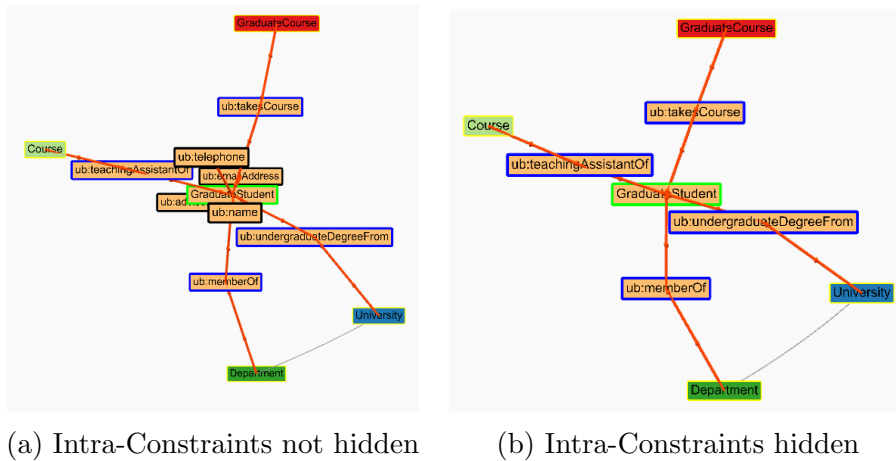 GraduateCourse
ub:takesCourse
Course
ub:telephone
ub:teachingAssistantOf
ub:emailAddress
GraduateStudent
ub:name
ub:undergraduateDegreeFrom
ub:memberOf
University
Department
(a) Intra-Constraints not hidden
GraduateCourse
ub:takesCourse
Course
ub:teachingAssistantOf
GraduateStudent
ub:undergraduateDegreeFrom
ub:memberOf
University
Department
(b) Intra-Constraints hidden